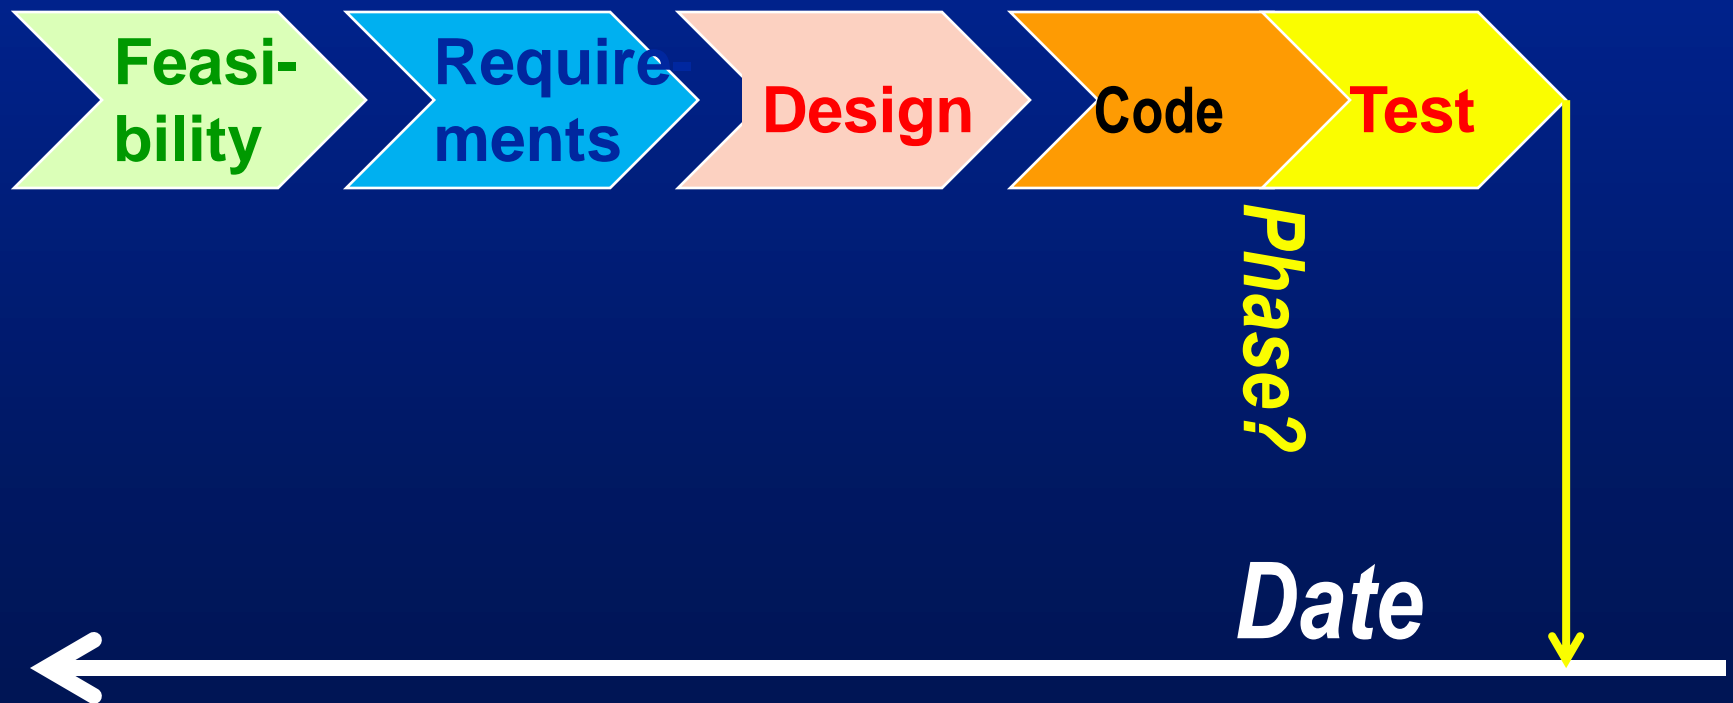 Feasi-
bility
Require-
ments
Design
Code
Test
Phase?
Date